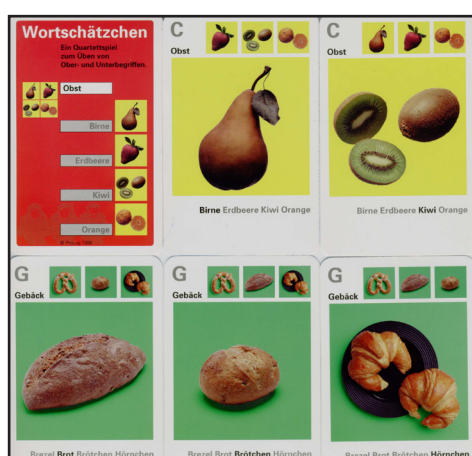 Wortschätzchen
Ein Quartettspiel
zum Üben von
Ober- und Unterbegriffen.
Obst
Birne
Erdbeere
Kiwi
Orange
C
Obst
Birne Erdbeere Kiwi Orange
C
Obst
Birne Erdbeere Kiwi Orange
G
Gebäck
Brezel Brot Brötchen Hörnchen
G
Gebäck
Brezel Brot Brötchen Hörnchen
G
Gebäck
Brezel Brot Brötchen Hörnchen